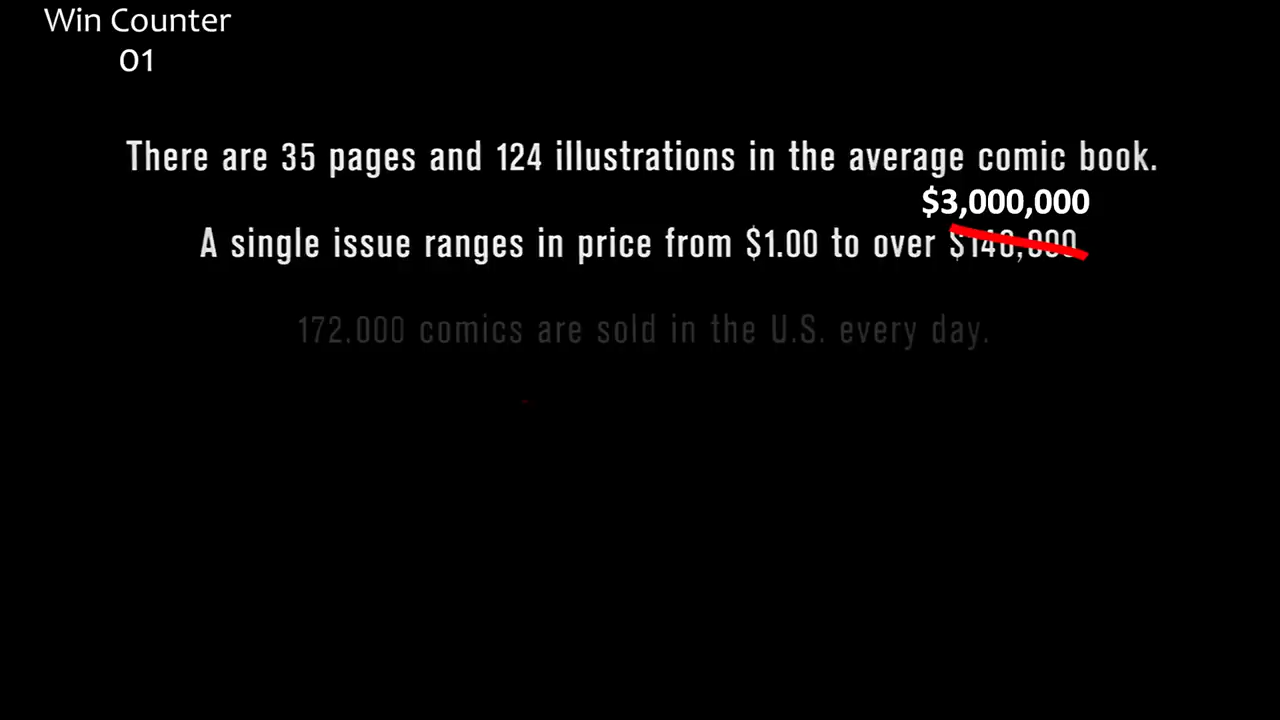 Win Counter
01
There are 35 pages and 124 illustrations in the average comic book.
$3,000,000
A single issue ranges in price from $1.00 to over $140,000
172.000 comics are sold in the U.S. every day.